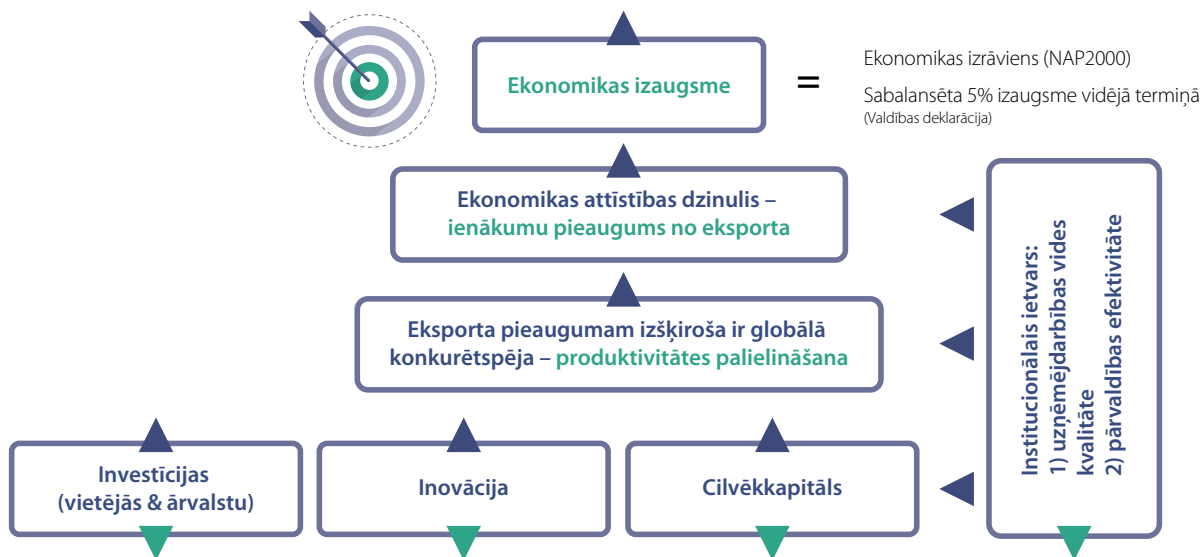 Ekonomikas izaugsme
=
Ekonomikas izrāviens (NAP2000)
Sabalansēta 5% izaugsme vidējā termiņā
(Valdības deklarācija)
Ekonomikas attīstības dzinulis –
ienākumu pieaugums no eksporta
Eksporta pieaugumam izšķiroša ir globālā
konkurētspēja – produktivitātes palielināšana
Institucionālais ietvars:
1) uzņēmējdarbības vides
kvalitāte
2) pārvaldības efektivitāte
Investīcijas
(vietējās & ārvalstu)
Inovācija
Cilvēkkapitāls